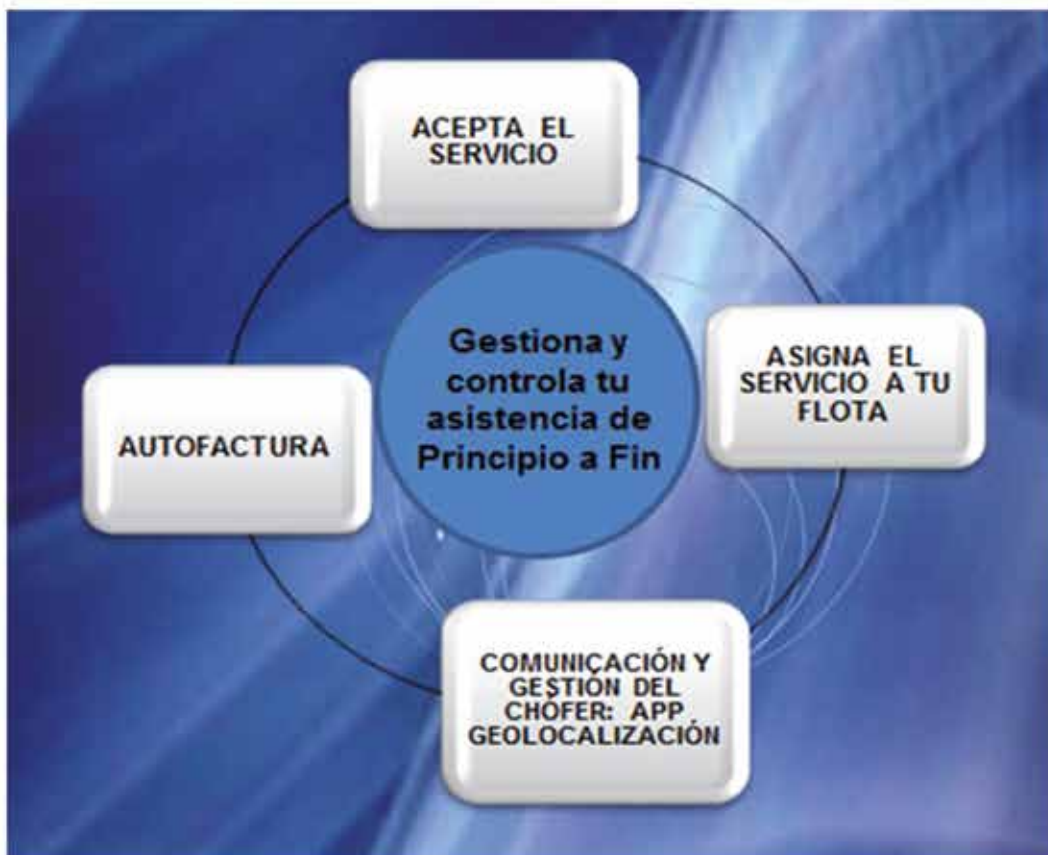 ACEPTA EL
SERVICIO
Gestiona y
controla tu
asistencia de
Principio a Fin
ASIGNA EL
SERVICIO A TU
FLOTA
AUTOFACTURA
COMUNICACIÓN Y
GESTIÓN DEL
CHÓFER: APP
GEOLOCALIZACIÓN